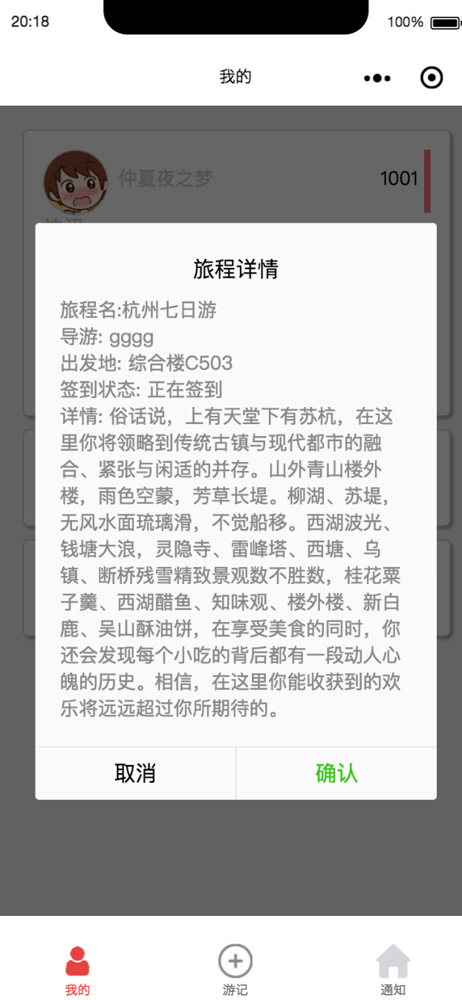 20:18
100%
我的
仲夏夜之梦
1001
旅程详情
旅程名:杭州七日游
导游: gggg
出发地: 综合楼C503
签到状态: 正在签到
详情: 俗话说，上有天堂下有苏杭，在这
里你将领略到传统古镇与现代都市的融
合、紧张与闲适的并存。山外青山楼外
楼，雨色空蒙，芳草长堤。柳湖、苏堤，
无风水面琉璃滑，不觉船移。西湖波光、
钱塘大浪，灵隐寺、雷峰塔、西塘、乌
镇、断桥残雪精致景观数不胜数，桂花粟
子羹、西湖醋鱼、知味观、楼外楼、新白
鹿、吴山酥油饼，在享受美食的同时，你
还会发现每个小吃的背后都有一段动人心
魄的历史。相信，在这里你能收获到的欢
乐将远远超过你所期待的。
取消
确认
我的
游记
通知